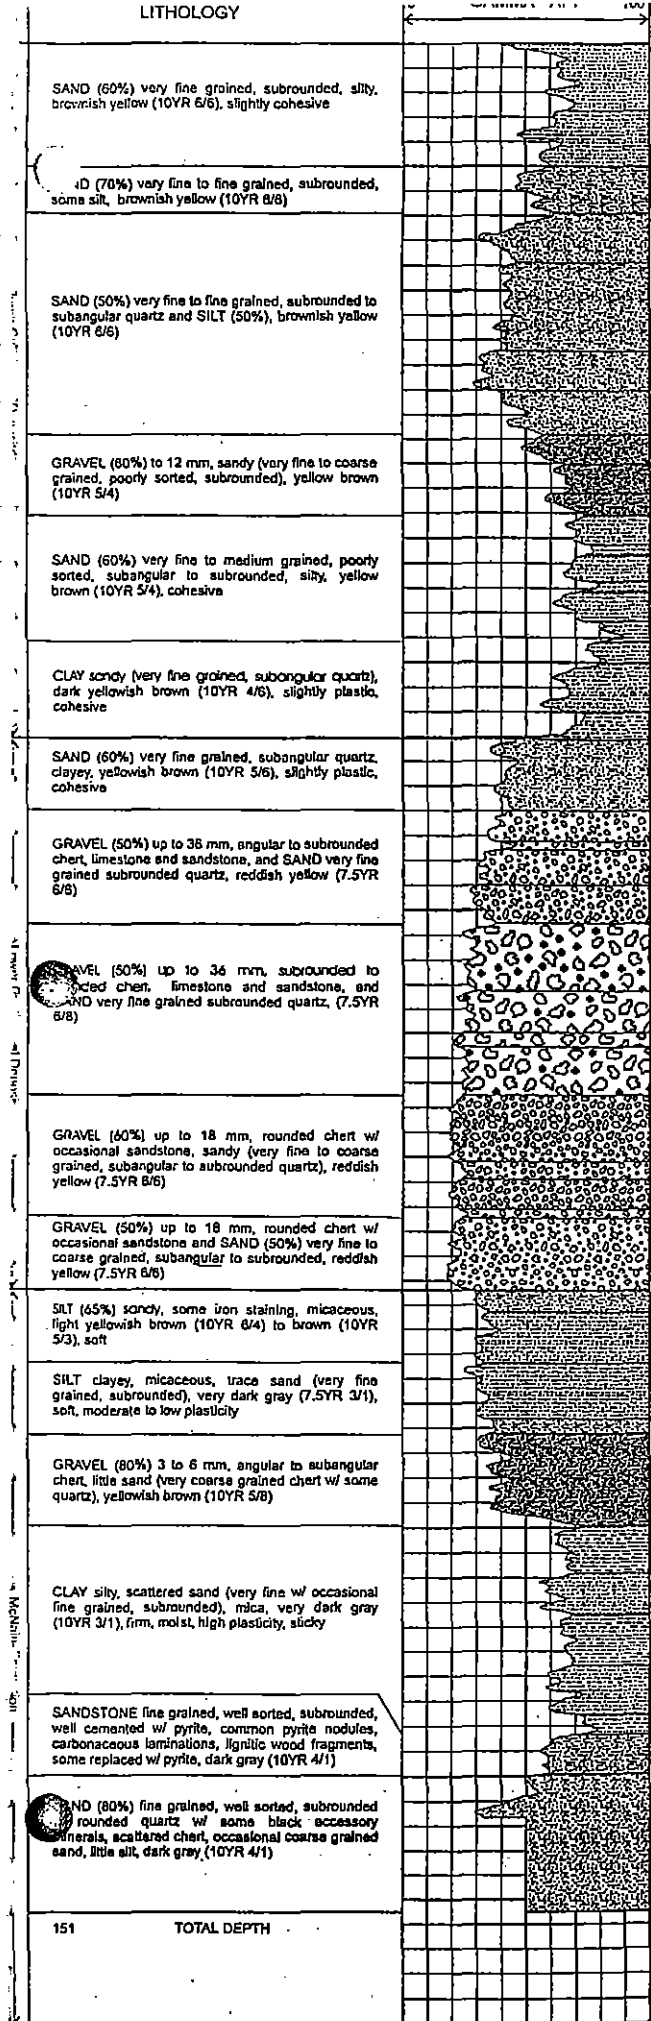 LITHOLOGY
GAMMA API
SAND (60%) very fine grained, subrounded, silty,
brownish yellow (10YR 6/6), slightly cohesive
(70%) very fine to fine grained, subrounded,
some silt, brownish yellow (10YR 6/6)
SAND (50%) very fine to fine grained, subrounded to
subangular quartz and SILT (50%), brownish yellow
(10YR 6/6)
GRAVEL (60%) to 12 mm, sandy (very fine to coarse
grained, poorly sorted, subrounded), yellow brown
(10YR 5/4)
SAND (60%) very fine to medium grained, poorly
sorted, subangular to subrounded, silty, yellow
brown (10YR 5/4), cohesive
CLAY sandy (very fine grained, subangular quartz),
dark yellowish brown (10YR 4/6), slightly plastic,
cohesive
SAND (60%) very fine grained, subangular quartz,
clayey, yellowish brown (10YR 5/6), slightly plastic,
cohesive
GRAVEL (50%) up to 36 mm, angular to subrounded
chert, limestone and sandstone, and SAND very fine
grained subrounded quartz, reddish yellow (7.5YR
6/6)
(50%) up to 36 mm, subrounded to
chert, limestone and sandstone, and
very fine grained subrounded quartz, (7.5YR
6/8)
GRAVEL (60%) up to 18 mm, rounded chert w/
occasional sandstone, sandy (very fine to coarse
grained, subangular to subrounded quartz), reddish
yellow (7.5YR 6/6)
GRAVEL (50%) up to 18 mm, rounded chert w/
occasional sandstone and SAND (50%) very fine to
coarse grained, subangular to subrounded, reddish
yellow (7.5YR 6/6)
SILT (65%) sandy, some iron staining, micaceous,
light yellowish brown (10YR 6/4) to brown (10YR
5/3), soft
SILT clayey, micaceous, trace sand (very fine
grained, subrounded), very dark gray (7.5YR 3/1),
soft, moderate to low plasticity
GRAVEL (80%) 3 to 6 mm, angular to subangular
chert, little sand (very coarse grained chert w/ some
quartz), yellowish brown (10YR 5/8)
CLAY silty, scattered sand (very fine w/ occasional
fine grained, subrounded), mica, very dark gray
(10YR 3/1), firm, moist, high plasticity, sticky
SANDSTONE fine grained, well sorted, subrounded,
well cemented w/ pyrite, common pyrite nodules,
carbonaceous laminations, lignitic wood fragments,
some replaced w/ pyrite, dark gray (10YR 4/1)
(80%) fine grained, well sorted, subrounded
rounded quartz w/ some black accessory
minerals, scattered chert, occasional coarse grained
sand, little silt, dark gray (10YR 4/1)
151 TOTAL DEPTH